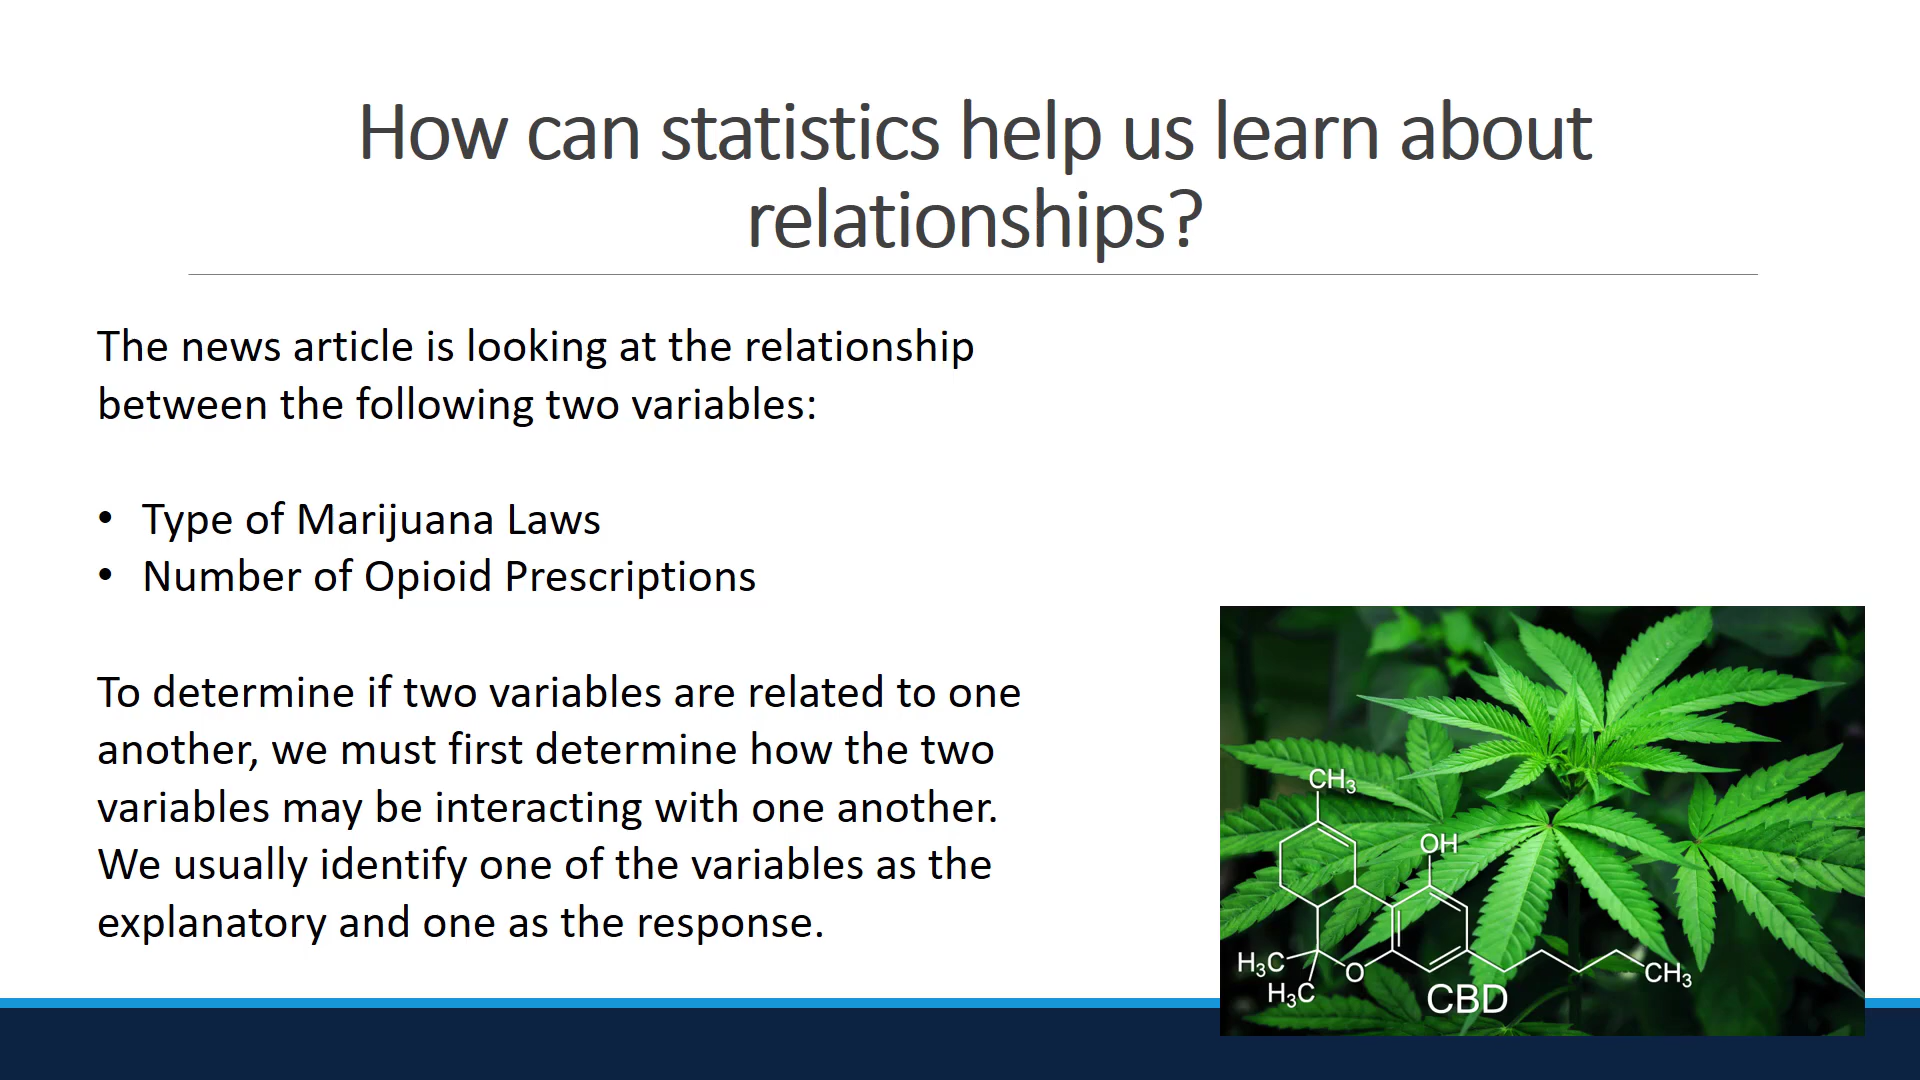 How can statistics help us learn about
relationships?
The news article is looking at the relationship
between the following two variables:
• Type of Marijuana Laws
• Number of Opioid Prescriptions
To determine if two variables are related to one
another, we must first determine how the two
variables may be interacting with one another.
We usually identify one of the variables as the
explanatory and one as the response.
CH₃
OH
H₃C
O
CH₃
H₃C
CBD